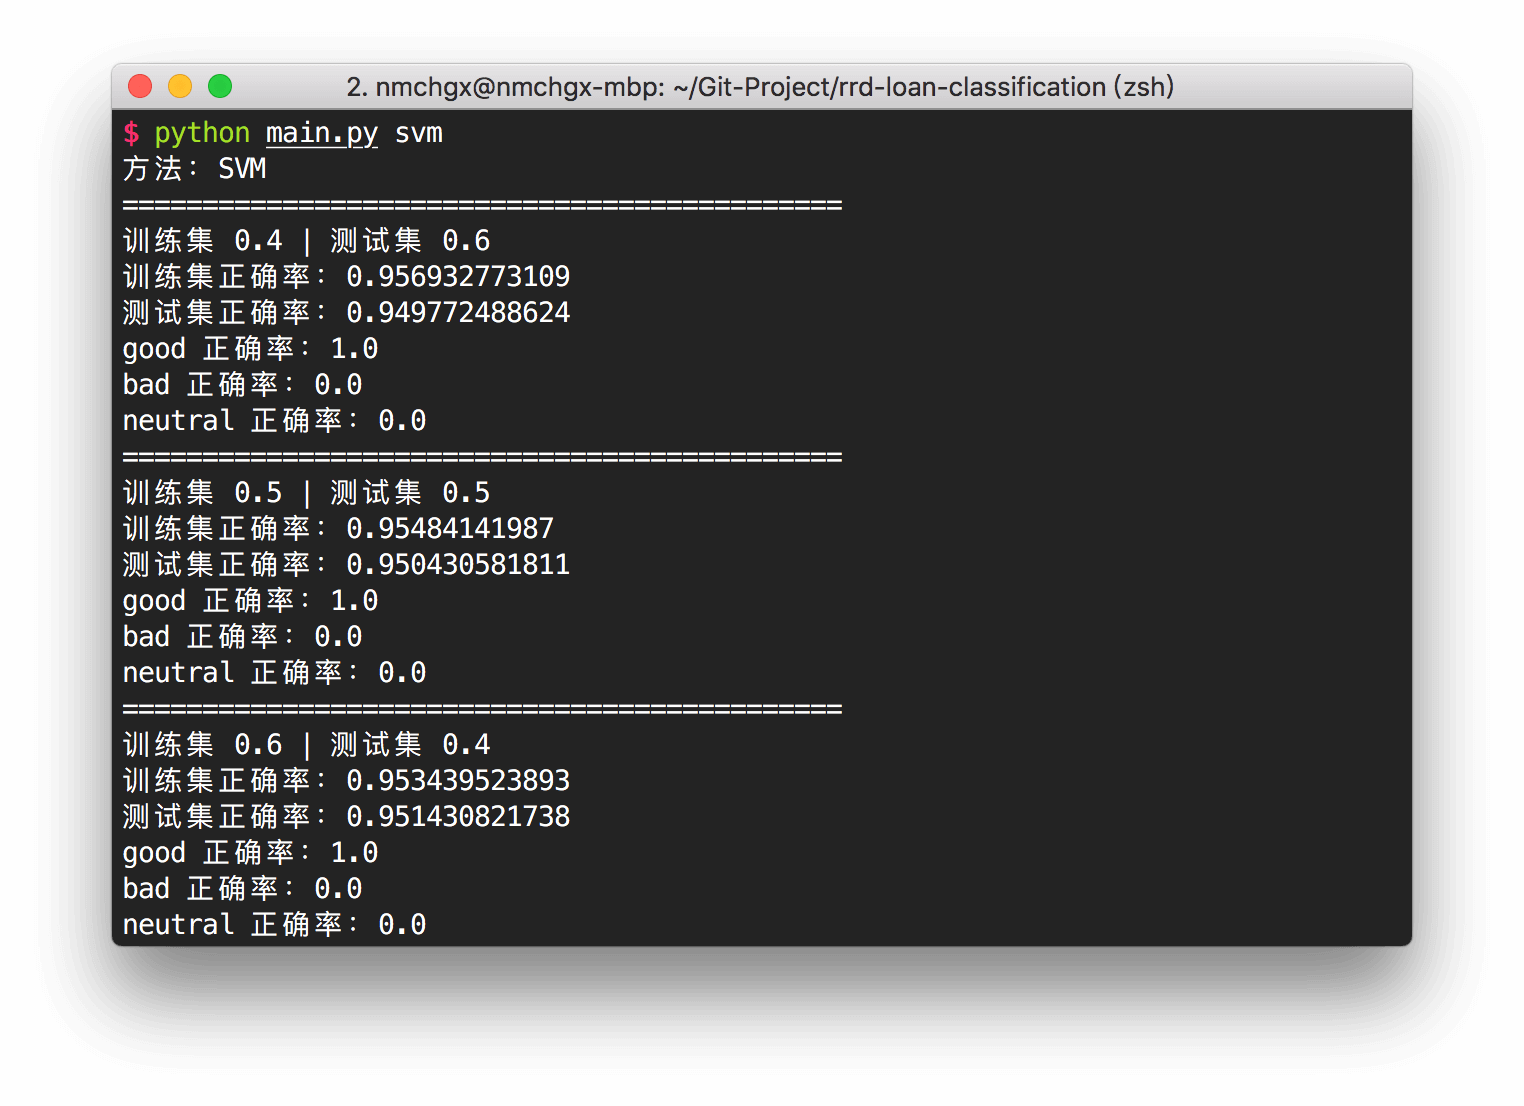 2. nmchgx@nmchgx-mbp: ~/Git-Project/rrd-loan-classification (zsh)
$ python main.py svm
方法: SVM
=============================================
训练集 0.4 | 测试集 0.6
训练集正确率: 0.956932773109
测试集正确率: 0.949772488624
good 正确率: 1.0
bad 正确率: 0.0
neutral 正确率: 0.0
=============================================
训练集 0.5 | 测试集 0.5
训练集正确率: 0.95484141987
测试集正确率: 0.950430581811
good 正确率: 1.0
bad 正确率: 0.0
neutral 正确率: 0.0
=============================================
训练集 0.6 | 测试集 0.4
训练集正确率: 0.953439523893
测试集正确率: 0.951430821738
good 正确率: 1.0
bad 正确率: 0.0
neutral 正确率: 0.0